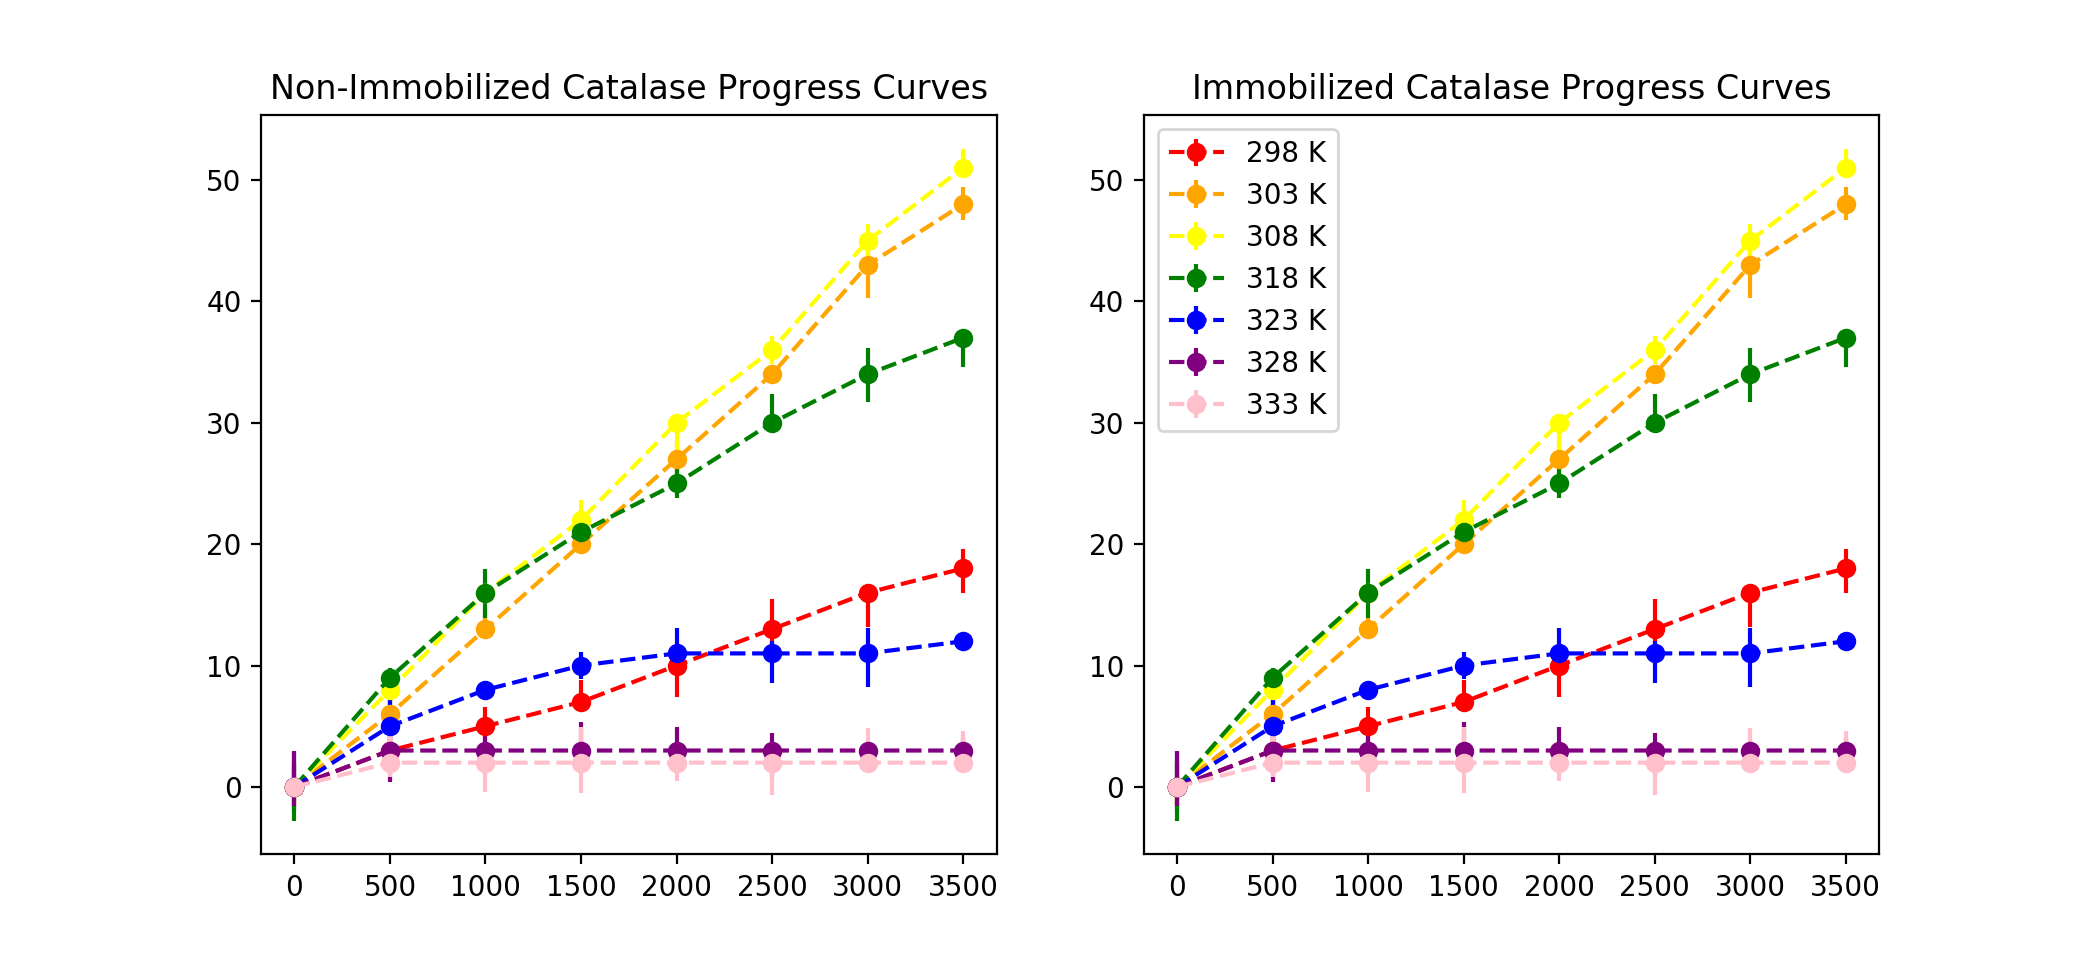 Non-Immobilized Catalase Progress Curves
50
40
30
20
10
0
0 500 1000 1500 2000 2500 3000 3500
Immobilized Catalase Progress Curves
298 K
303 K
308 K
318 K
323 K
328 K
333 K
50
40
30
20
10
0
0 500 1000 1500 2000 2500 3000 3500